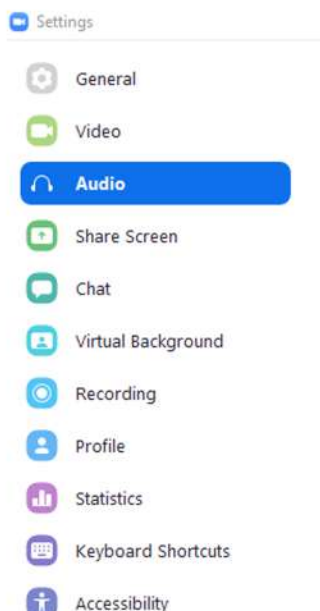 Settings
General
Video
Audio
Share Screen
Chat
Virtual Background
Recording
Profile
Statistics
Keyboard Shortcuts
Accessibility